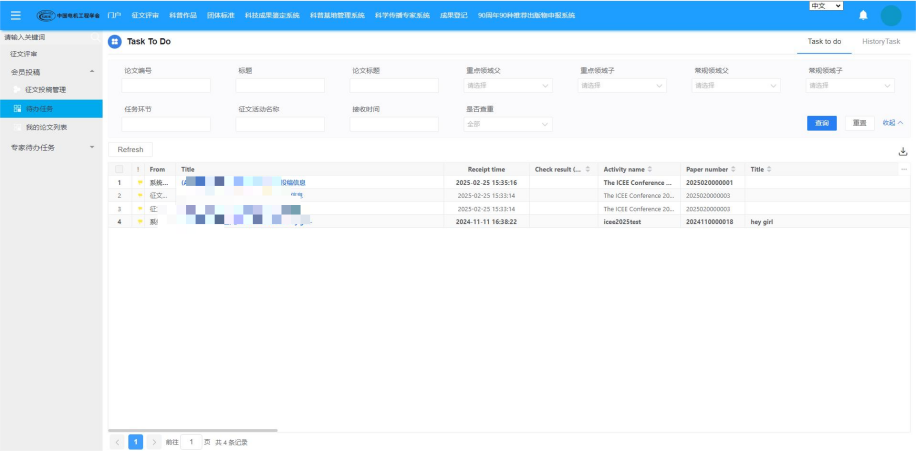 中文
中国电机工程学会 门户 征文评审 科普作品 团体标准 科技成果鉴定系统 科普基地管理系统 科学传播专家系统 成果登记 90周年90种推荐出版物申报系统
请输入关键词
征文评审
会员投稿
征文投稿管理
待办任务
我的论文列表
专家待办任务
Task To Do
Task to do HistoryTask
论文编号 标题 论文标题 重点领域父 重点领域子 常规领域父 常规领域子
请选择 请选择 请选择 请选择
任务环节 征文活动名称 接收时间 是否查重
全部
查询 重置 收起
Refresh
! From Title Receipt time Check result (... Activity name Paper number Title
1 系统... 投稿信息 2025-02-25 15:35:16 The ICEE Conference ... 2025020000001
2 征文... 2025-02-25 15:33:14 The ICEE Conference 20... 2025020000003
3 2025-02-25 15:33:14 The ICEE Conference 20... 2025020000003
4 2024-11-11 16:38:22 icee2025test 2024110000018 hey girl
1 前往 1 页 共 4 条记录